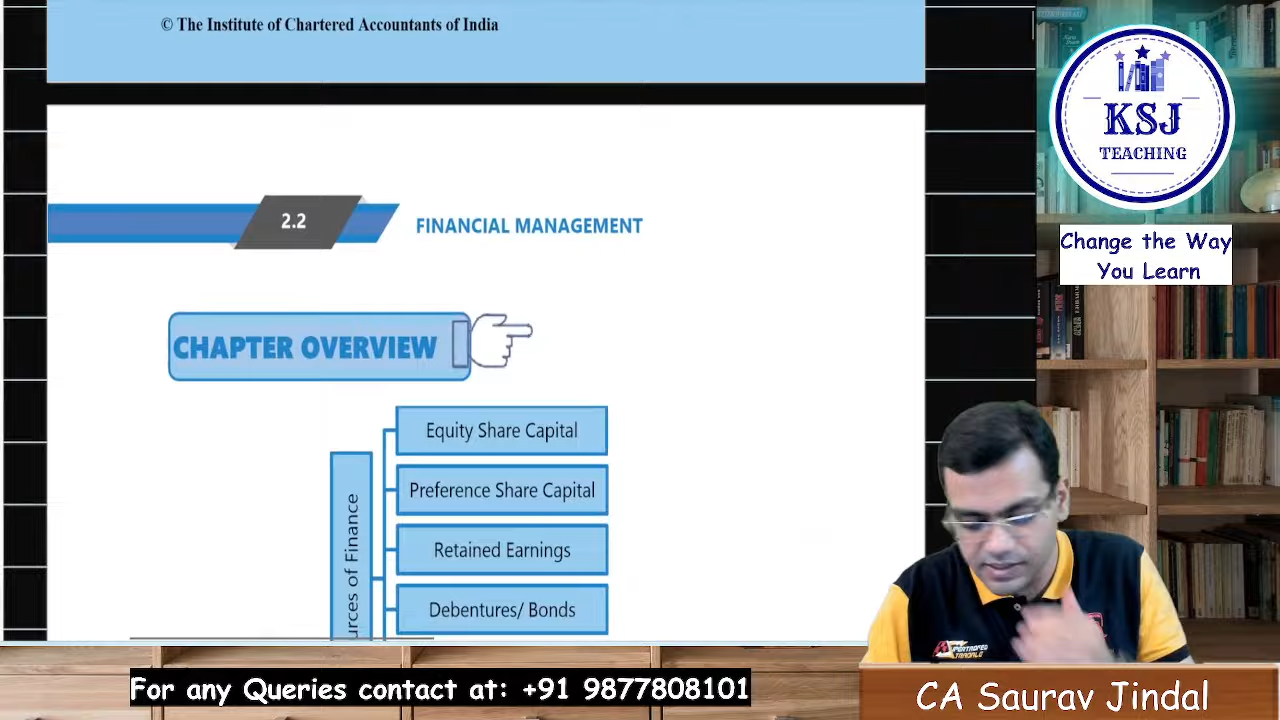 © The Institute of Chartered Accountants of India
2.2
FINANCIAL MANAGEMENT
CHAPTER OVERVIEW
Equity Share Capital
Preference Share Capital
Retained Earnings
Debentures/ Bonds
urces of Finance
KSJ
TEACHING
Change the Way
You Learn
For any Queries contact at: +91 9877808101
CA Saurav Jindal